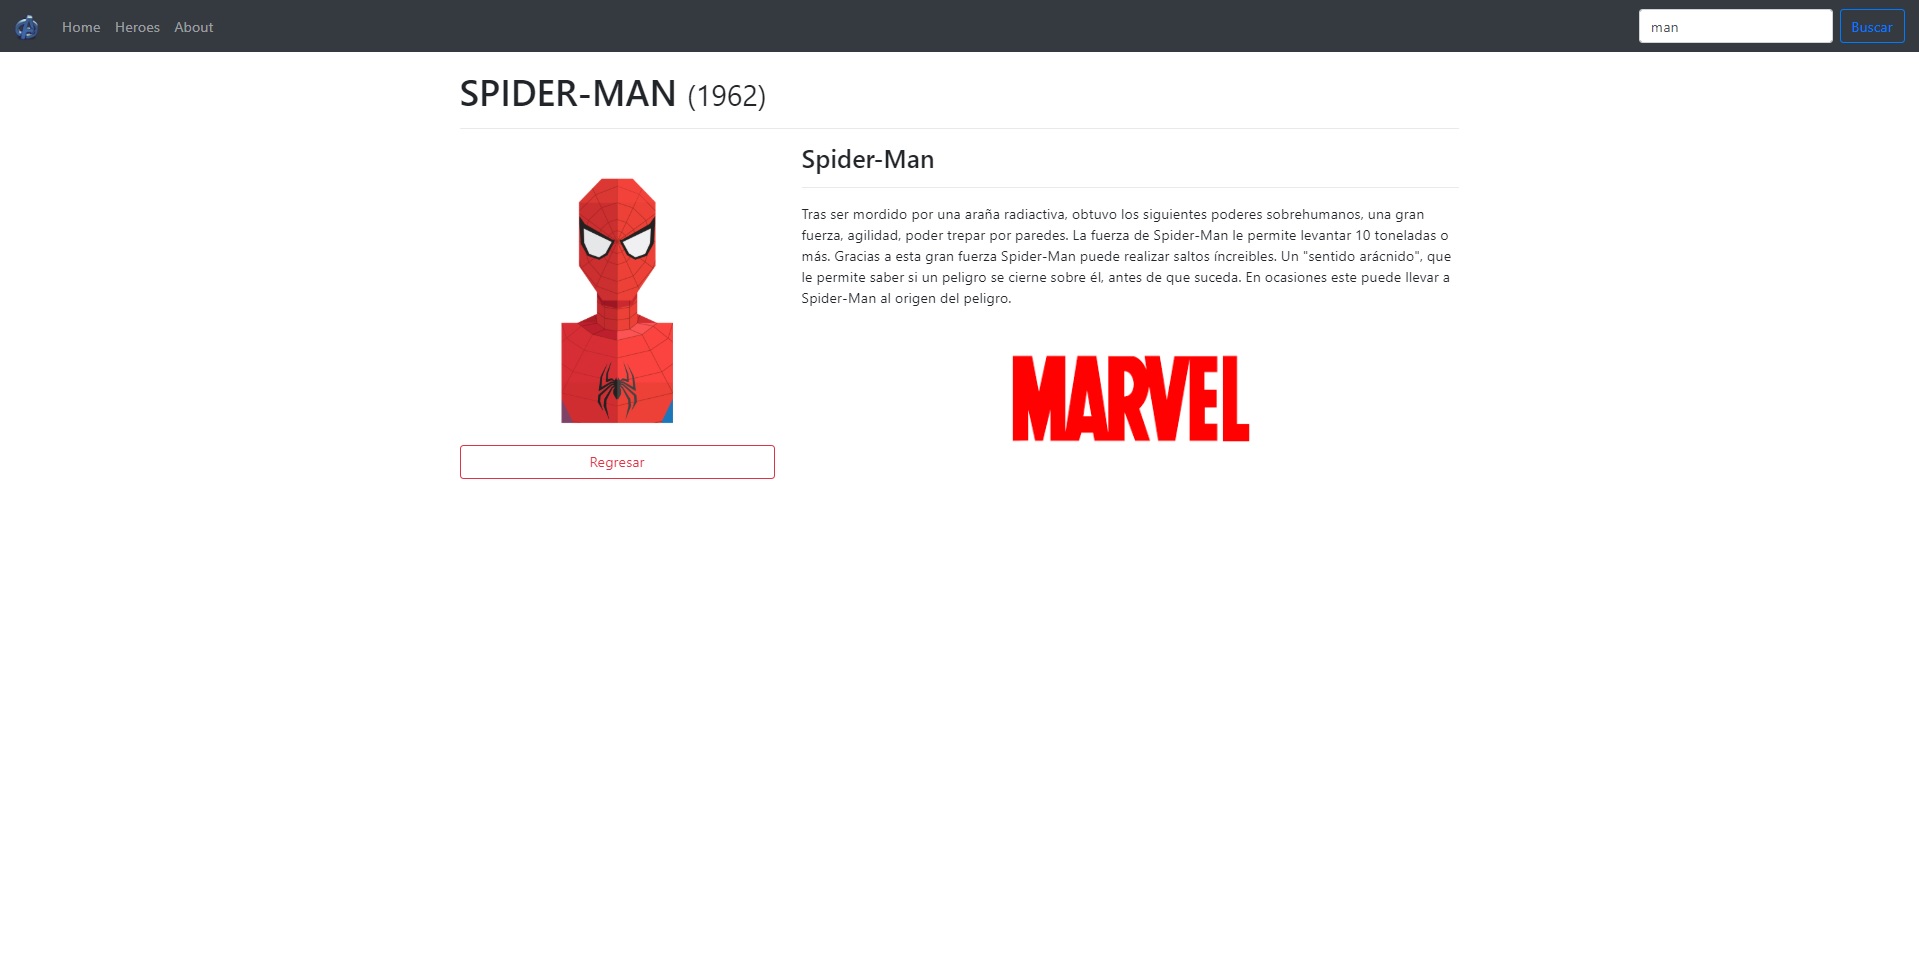 Home Heroes About man Buscar
SPIDER-MAN (1962)
Spider-Man
Tras ser mordido por una araña radiactiva, obtuvo los siguientes poderes sobrehumanos, una gran
fuerza, agilidad, poder trepar por paredes. La fuerza de Spider-Man le permite levantar 10 toneladas o
más. Gracias a esta gran fuerza Spider-Man puede realizar saltos íncreibles. Un "sentido arácnido", que
le permite saber si un peligro se cierne sobre él, antes de que suceda. En ocasiones este puede llevar a
Spider-Man al origen del peligro.
MARVEL
Regresar